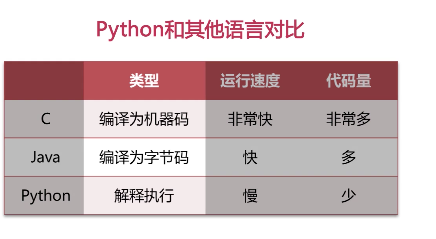 Python和其他语言对比
类型 运行速度 代码量
C 编译为机器码 非常快 非常多
Java 编译为字节码 快 多
Python 解释执行 慢 少